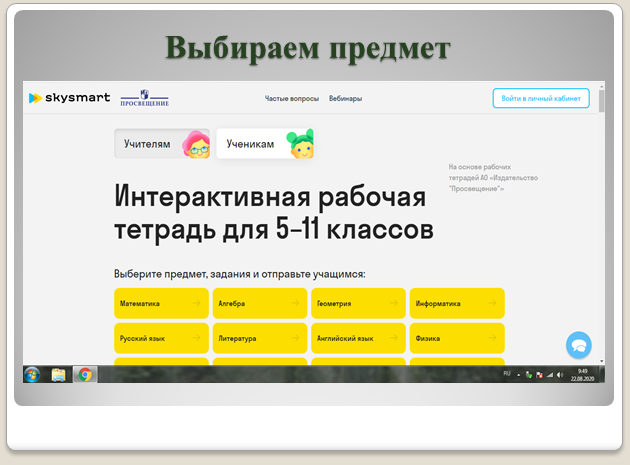 Выбираем предмет
skysmart
ПРОСВЕЩЕНИЕ
Частые вопросы
Вебинары
Войти в личный кабинет
Учителям
Ученикам
На основе рабочих
тетрадей АО «Издательство
"Просвещение"»
Интерактивная рабочая
тетрадь для 5–11 классов
Выберите предмет, задания и отправьте учащимся:
Математика
Алгебра
Геометрия
Информатика
Русский язык
Литература
Английский язык
Физика
RU
9:49
22.08.2020